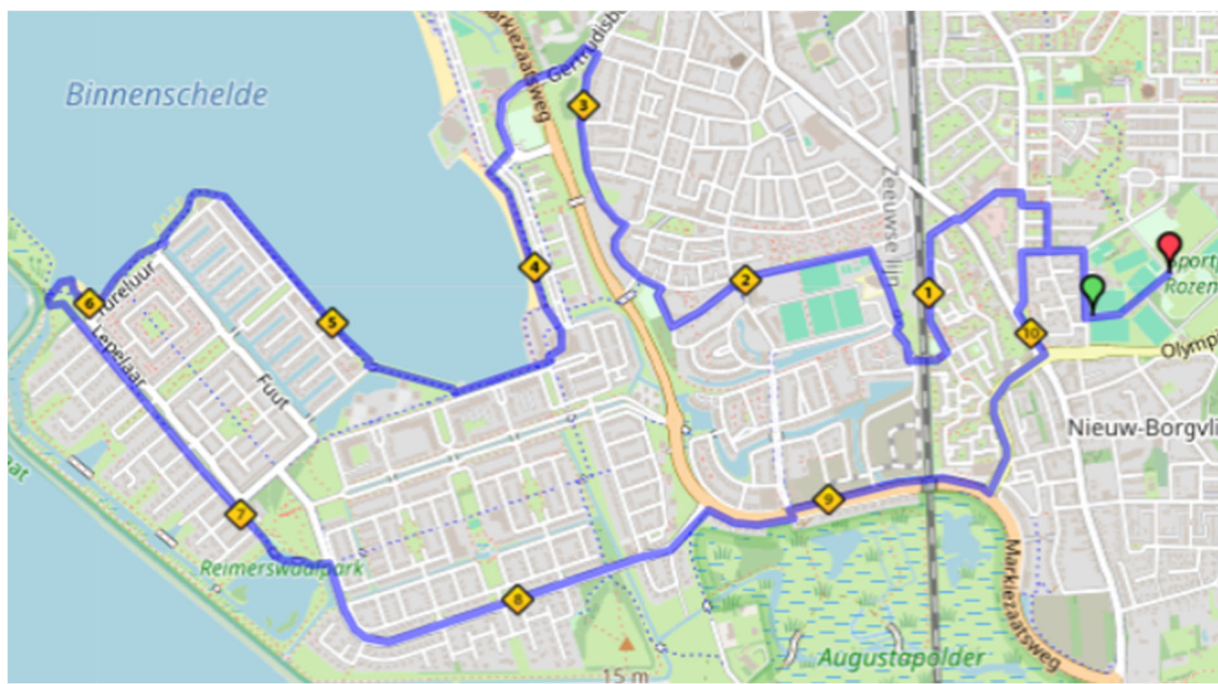 Markiezaatsweg
Gertrudisb
Binnenschelde
3
Zeeuwse lijn
4
2
1
Sportp
Rozen
Tureluur
6
5
10
Olympi
Lepelaar
Fuut
Nieuw-Borgvli
aat
7
9
Reimerswaalpark
8
Markiezaatsweg
Augustapolder
15 m